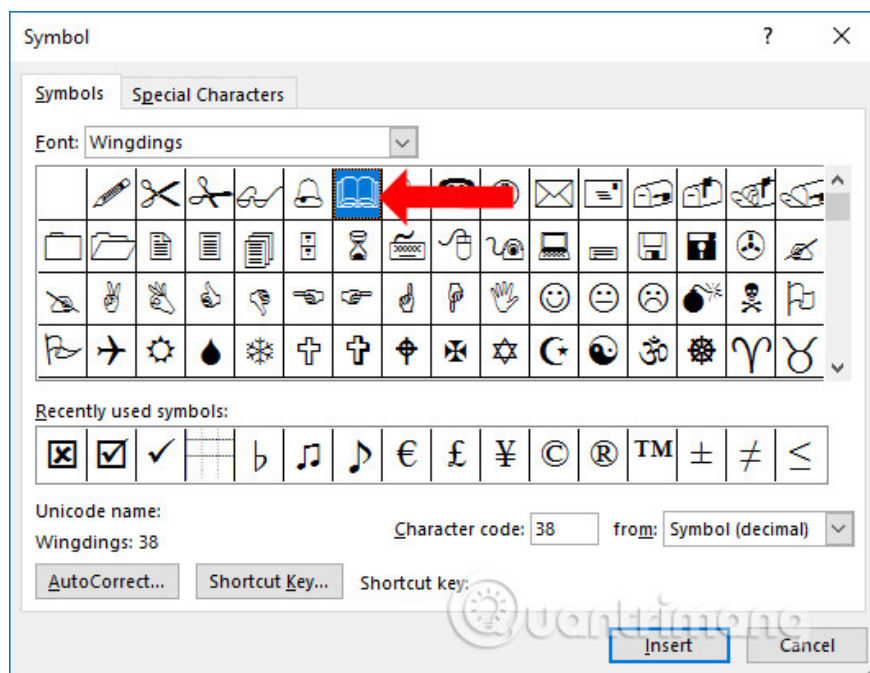 Symbol ?
Symbols Special Characters
Font: Wingdings
Recently used symbols:
♭ ♫ ♪ € £ ¥ © ® ™ ± ≠ ≤
Unicode name:
Wingdings: 38
Character code: 38 from: Symbol (decimal)
AutoCorrect... Shortcut Key... Shortcut key:
Quantrimang
Insert Cancel